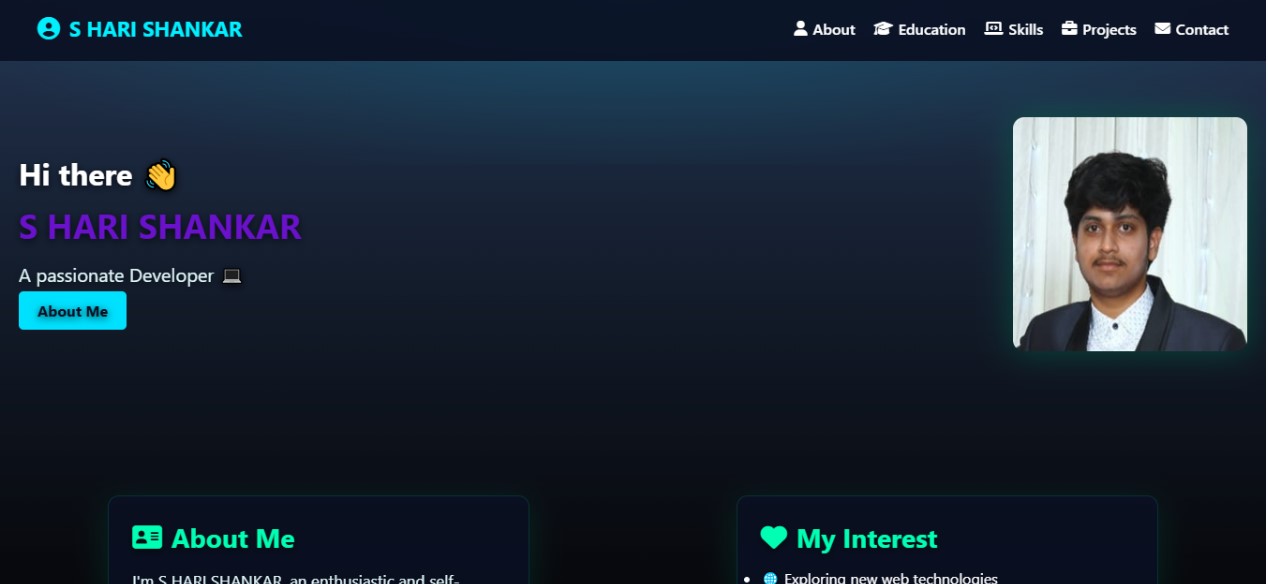 S HARI SHANKAR
About
Education
Skills
Projects
Contact
Hi there 👋
S HARI SHANKAR
A passionate Developer 💻
About Me
About Me
I'm S HARI SHANKAR, an enthusiastic and self-
My Interest
• 🌐 Exploring new web technologies